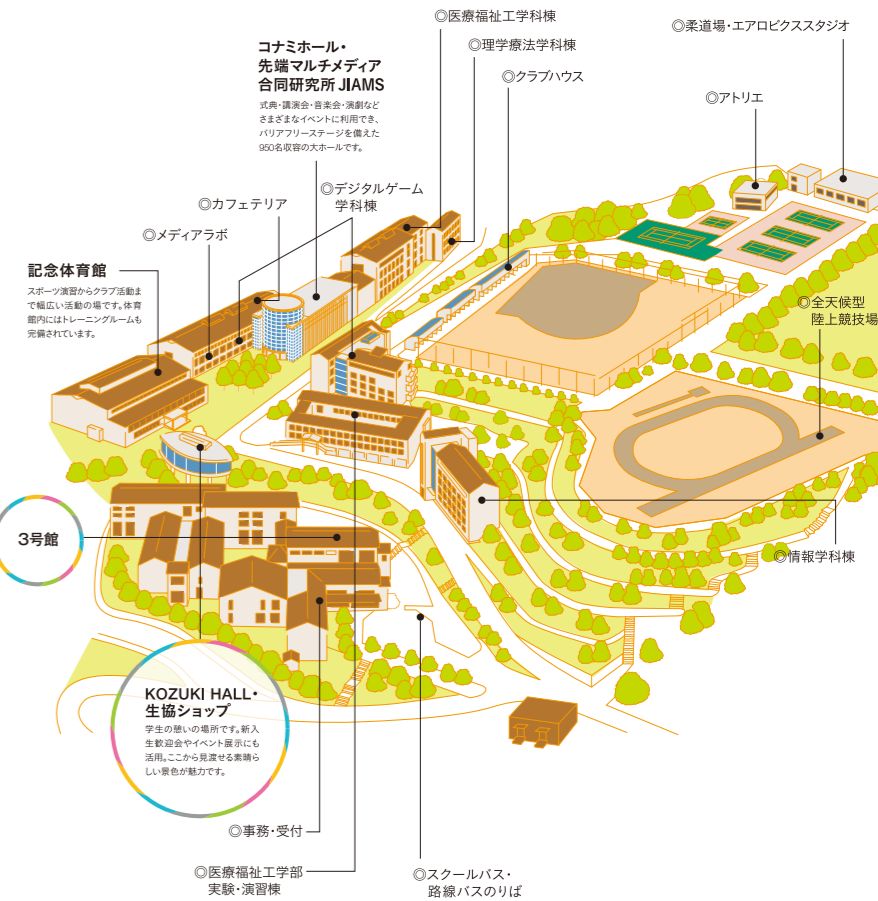 ◎医療福祉工学科棟
◎理学療法学科棟
◎クラブハウス
◎柔道場・エアロビクススタジオ
◎アトリエ
コナミホール・
先端マルチメディア
合同研究所 JIAMS
式典・講演会・音楽会・演劇など
さまざまなイベントに利用でき、
バリアフリーステージを備えた
950名収容の大ホールです。
◎デジタルゲーム
学科棟
◎カフェテリア
◎メディアラボ
記念体育館
スポーツ演習からクラブ活動ま
で幅広い活動の場です。体育
館内にはトレーニングルームも
完備されています。
◎全天候型
陸上競技場
3号館
◎情報学科棟
KOZUKI HALL・
生協ショップ
学生の憩いの場所です。新入
生歓迎会やイベント展示にも
活用。ここから見渡せる素晴ら
しい景色が魅力です。
◎事務・受付
◎医療福祉工学部
実験・演習棟
◎スクールバス・
路線バスのりば